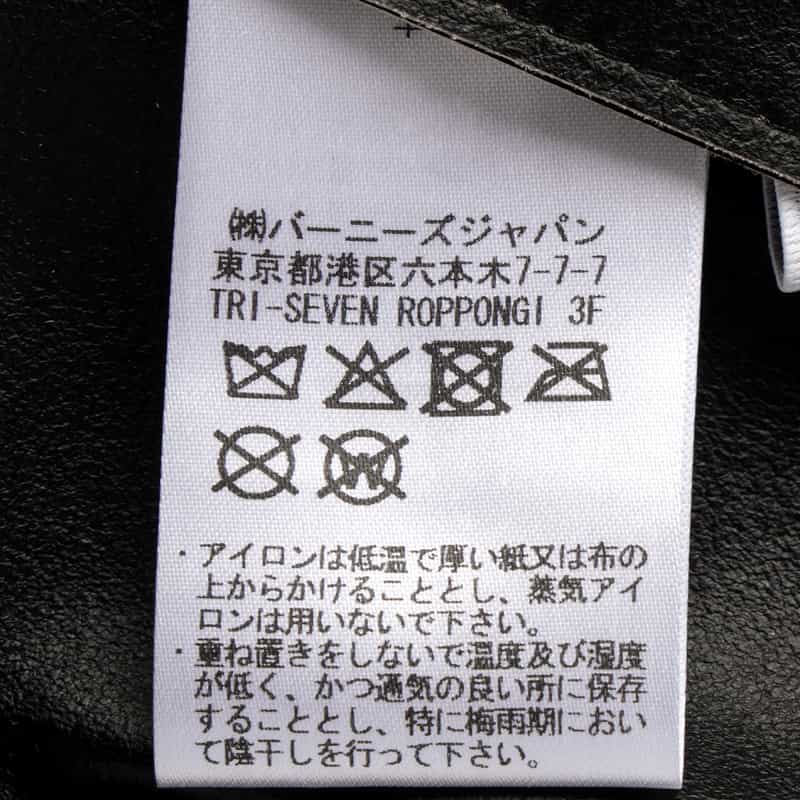 ㈱バーニーズジャパン
東京都港区六本木7-7-7
TRI-SEVEN ROPPONGI 3F
・アイロンは低温で厚い紙又は布の
上からかけることとし、蒸気アイ
ロンは用いないで下さい。
・重ね置きをしないで温度及び湿度
が低く、かつ通気の良い所に保存
することとし、特に梅雨期におい
て陰干しを行って下さい。